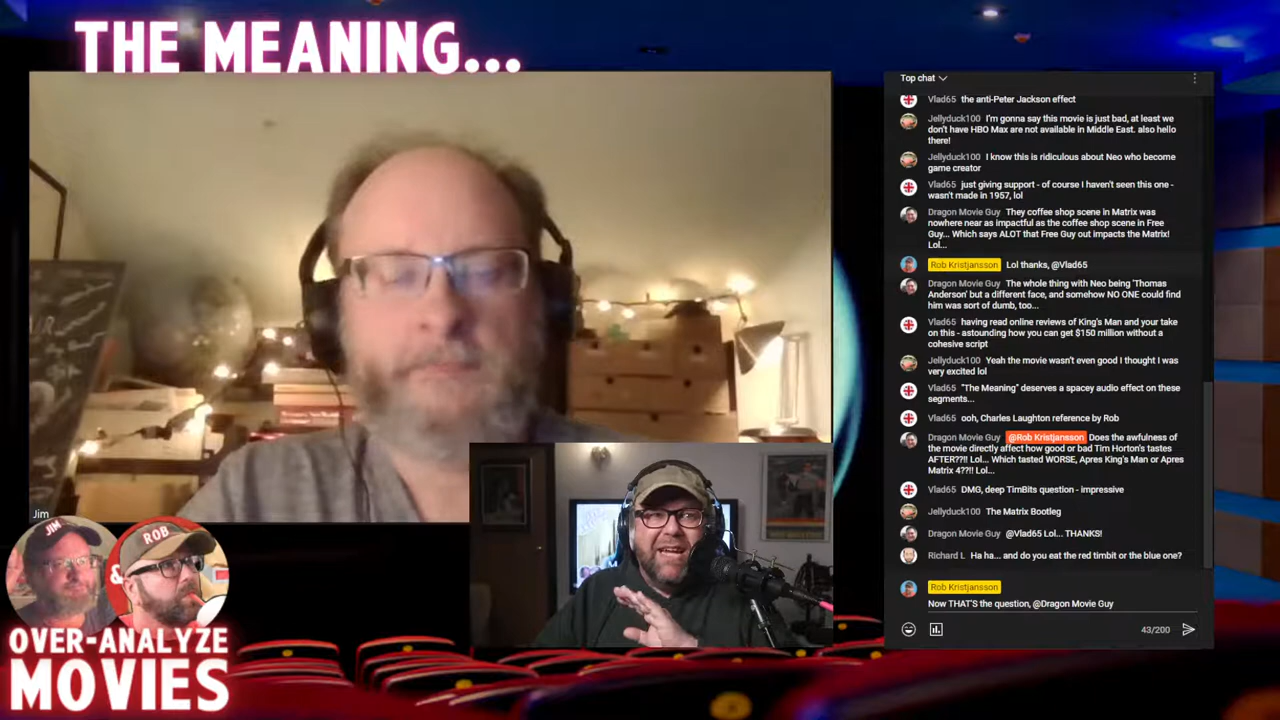 THE MEANING...
Top chat
Vlad65 the anti-Peter Jackson effect
Jellyduck100 I'm gonna say this movie is just bad, at least we
don't have HBO Max are not available in Middle East. also hello
there!
Jellyduck100 I know this is ridiculous about Neo who become
game creator
Vlad65 just giving support - of course I haven't seen this one -
wasn't made in 1957, lol
Dragon Movie Guy They coffee shop scene in Matrix was
nowhere near as impactful as the coffee shop scene in Free
Guy... Which says ALOT that Free Guy out impacts the Matrix!
Lol...
Rob Kristjansson Lol thanks, @Vlad65
Dragon Movie Guy The whole thing with Neo being 'Thomas
Anderson' but a different face, and somehow NO ONE could find
him was sort of dumb, too...
Vlad65 having read online reviews of King's Man and your take
on this - astounding how you can get $150 million without a
cohesive script
Jellyduck100 Yeah the movie wasn't even good I thought I was
very excited lol
Vlad65 "The Meaning" deserves a spacey audio effect on these
segments...
Vlad65 ooh, Charles Laughton reference by Rob
Dragon Movie Guy @Rob Kristjansson Does the awfulness of
the movie directly affect how good or bad Tim Horton's tastes
AFTER??!! Lol... Which tasted WORSE, Apres King's Man or Apres
Matrix 4??!! Lol...
Vlad65 DMG, deep TimBits question - impressive
Jellyduck100 The Matrix Bootleg
Dragon Movie Guy @Vlad65 Lol... THANKS!
Richard L Ha ha... and do you eat the red timbit or the blue one?
Rob Kristjansson
Now THAT'S the question, @Dragon Movie Guy
43/200
Jim
JIM
ROB
&
OVER-ANALYZE
MOVIES